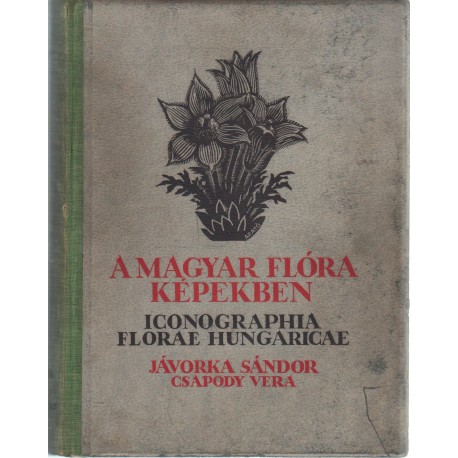 A MAGYAR FLÓRA
KÉPEKBEN
ICONOGRAPHIA
FLORAE HUNGARICAE
JÁVORKA SÁNDOR
CSAPODY VERA